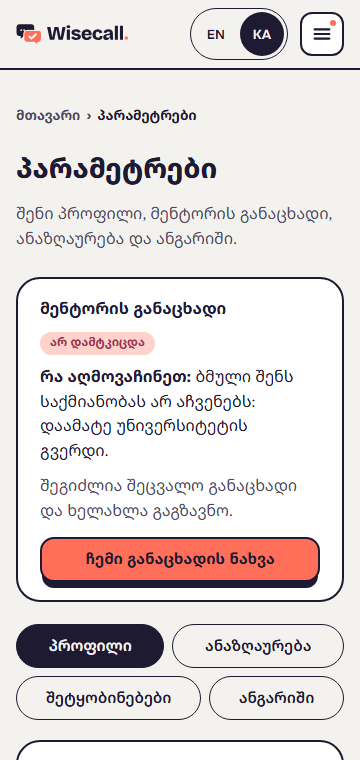 Wisecall.
EN KA
მთავარი › პარამეტრები
პარამეტრები
შენი პროფილი, მენტორის განაცხადი,
ანაზღაურება და ანგარიში.
მენტორის განაცხადი
არ დამტკიცდა
რა აღმოვაჩინეთ: ბმული შენს
საქმიანობას არ აჩვენებს:
დაამატე უნივერსიტეტის
გვერდი.
შეგიძლია შეცვალო განაცხადი
და ხელახლა გაგზავნო.
ჩემი განაცხადის ნახვა
პროფილი ანაზღაურება
შეტყობინებები ანგარიში